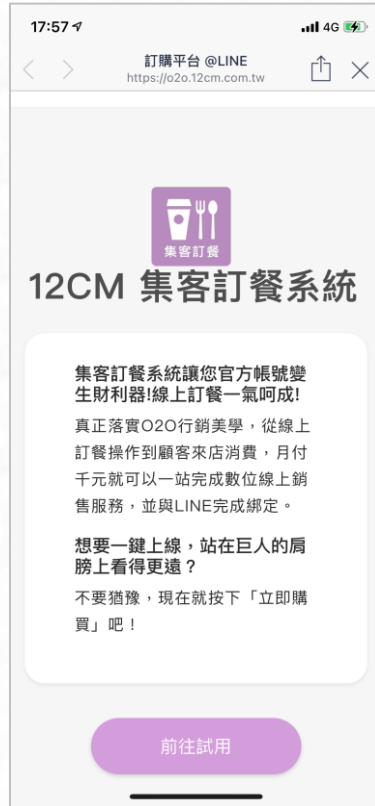 17:57
4G
訂購平台 @LINE
https://o2o.12cm.com.tw
集客訂餐
12CM 集客訂餐系統
集客訂餐系統讓您官方帳號變
生財利器!線上訂餐一氣呵成!
真正落實O2O行銷美學，從線上
訂餐操作到顧客來店消費，月付
千元就可以一站完成數位線上銷
售服務，並與LINE完成綁定。
想要一鍵上線，站在巨人的肩
膀上看得更遠？
不要猶豫，現在就按下「立即購
買」吧！
前往試用